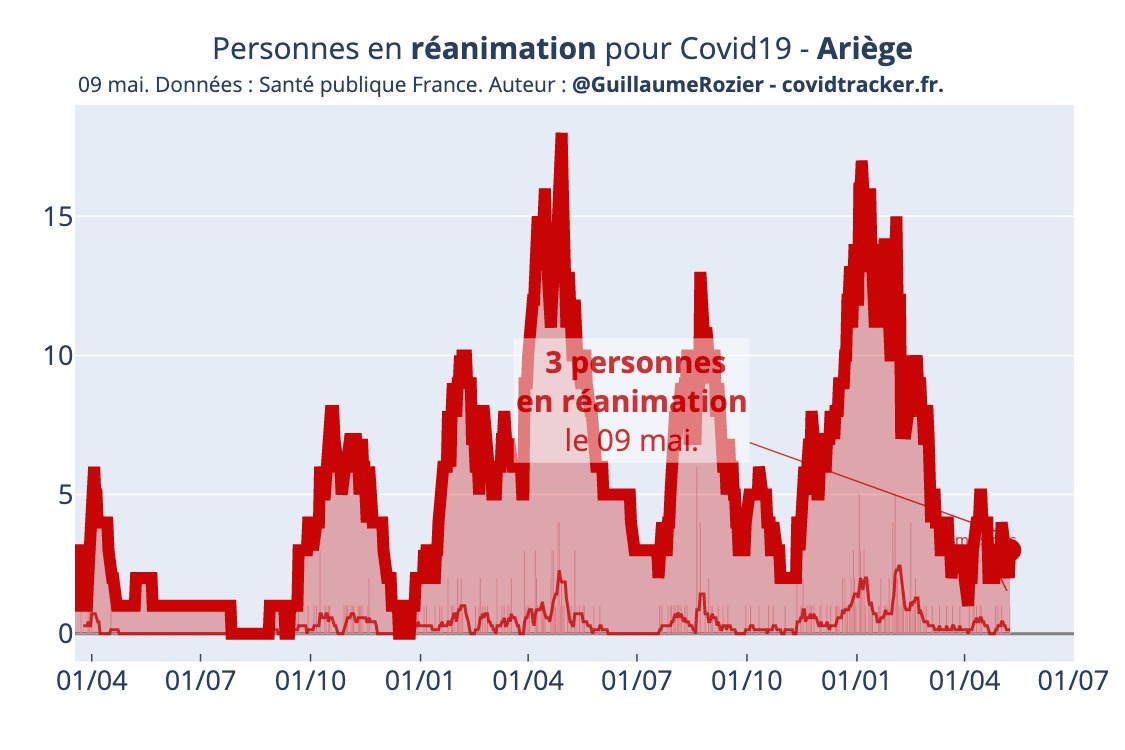 Personnes en réanimation pour Covid19 - Ariège
09 mai. Données : Santé publique France. Auteur : @GuillaumeRozier - covidtracker.fr.
15
10
5
0
3 personnes
en réanimation
le 09 mai.
01/04
01/07
01/10
01/01
01/04
01/07
01/10
01/01
01/04
01/07